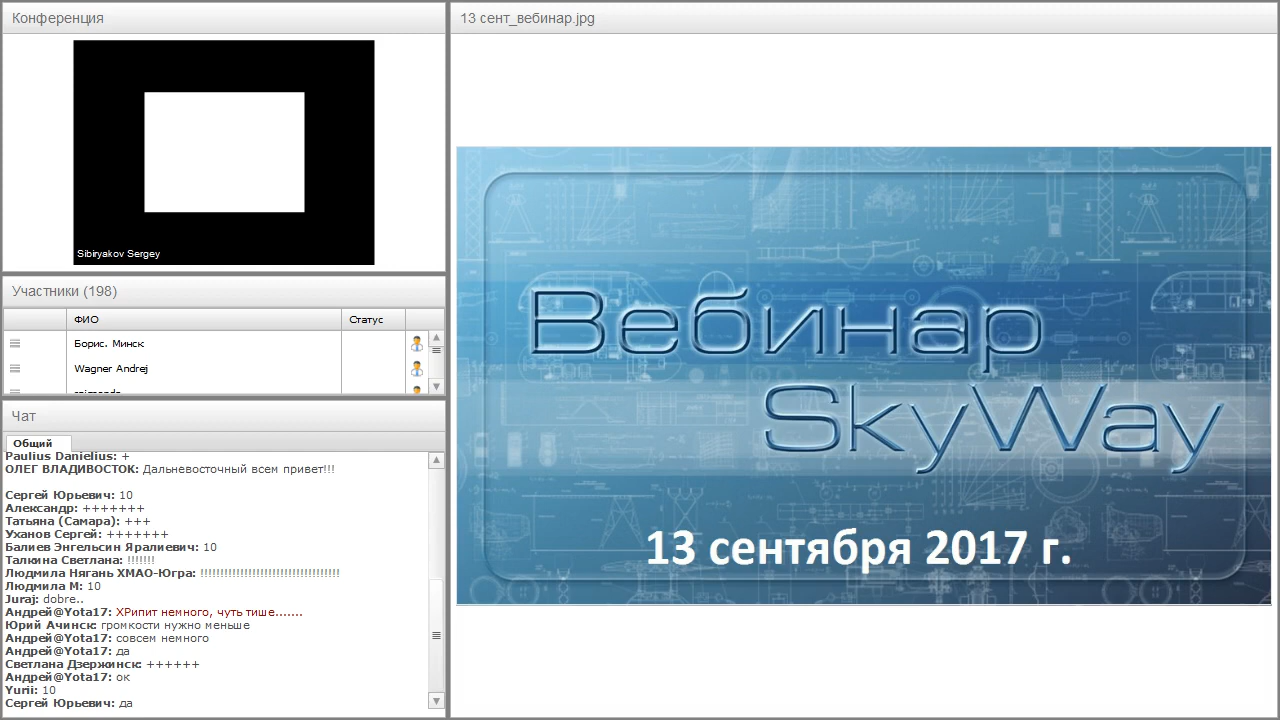 Конференция
Sibiryakov Sergey
Участники (198)
ФИО
Статус
Борис. Минск
Wagner Andrej
Чат
Общий
Paulius Danielius: +
ОЛЕГ ВЛАДИВОСТОК: Дальневосточный всем привет!!!
Сергей Юрьевич: 10
Александр: +++++++
Татьяна (Самара): +++
Уханов Сергей: +++++++
Балиев Энгельсин Яралиевич: 10
Талкина Светлана: !!!!!!!
Людмила Нягань ХМАО-Югра: !!!!!!!!!!!!!!!!!!!!!!!!!!!!!!!!!!!
Людмила М: 10
Juraj: dobre..
Андрей@Yota17: ХРипит немного, чуть тише.......
Юрий Ачинск: громкости нужно меньше
Андрей@Yota17: совсем немного
Андрей@Yota17: да
Светлана Дзержинск: ++++++
Андрей@Yota17: ок
Yurii: 10
Сергей Юрьевич: да
13 сент_вебинар.jpg
Вебинар
SkyWay
13 сентября 2017 г.